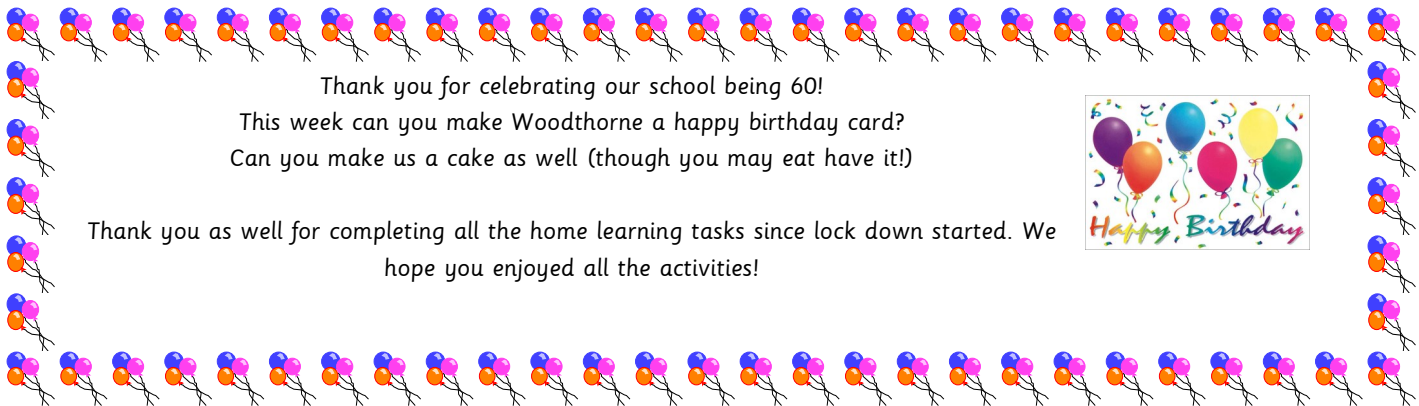 Thank you for celebrating our school being 60!
This week can you make Woodthorne a happy birthday card?
Can you make us a cake as well (though you may eat have it!)
Thank you as well for completing all the home learning tasks since lock down started. We
hope you enjoyed all the activities!
Happy Birthday